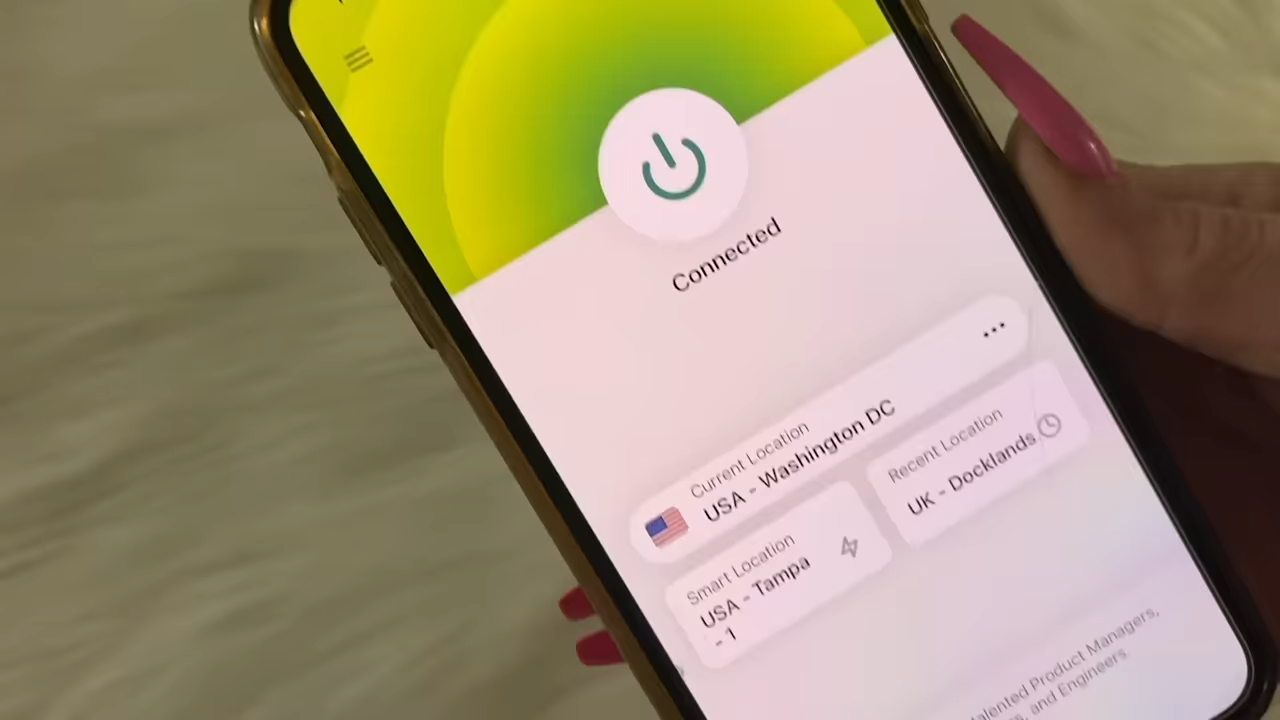 Connected
Current Location
USA - Washington DC
Smart Location
USA - Tampa
- 1
Recent Location
UK - Docklands
Product Managers,
and Engineers.